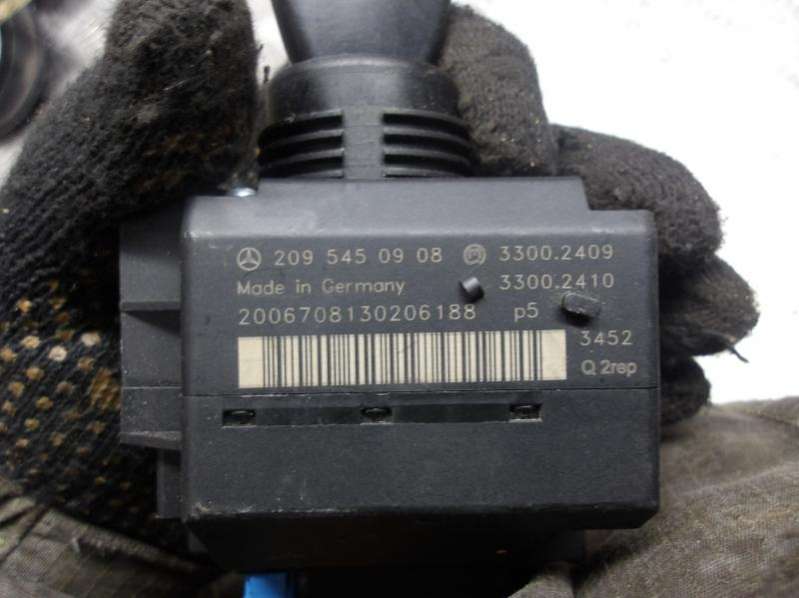 209 545 09 08 3300.2409
Made in Germany 3300.2410
2006708130206188 p5
3452
Q 2rep